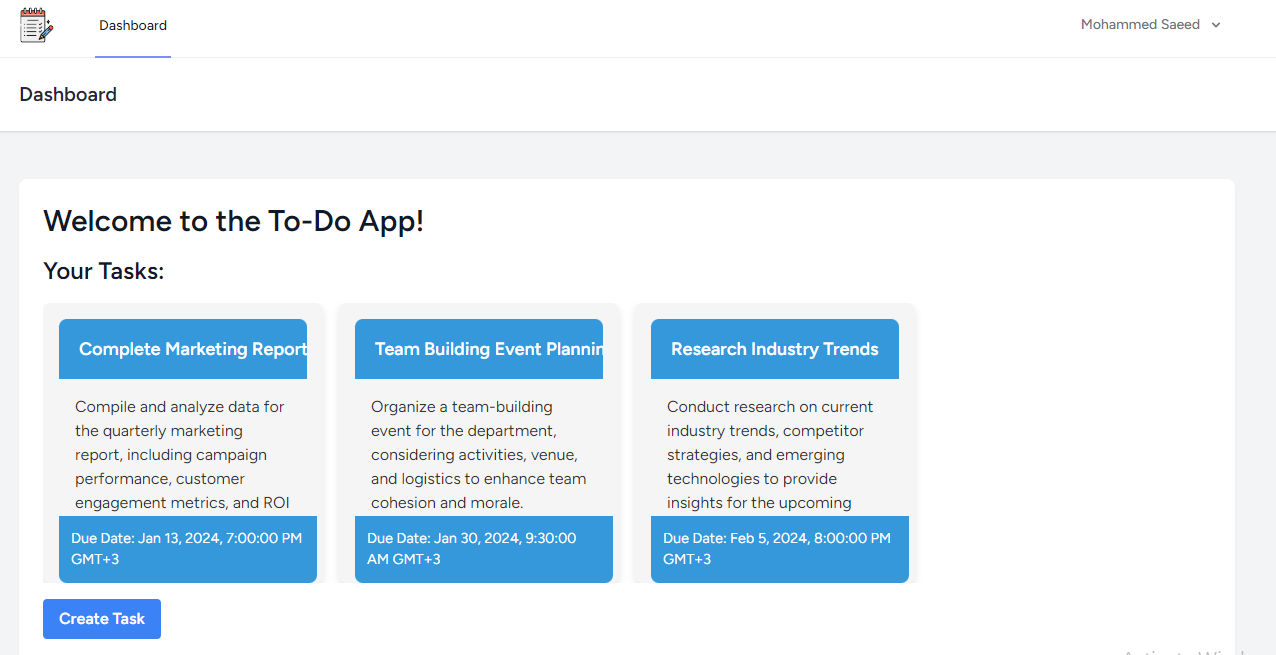 Dashboard
Mohammed Saeed
Dashboard
Welcome to the To-Do App!
Your Tasks:
Complete Marketing Report
Compile and analyze data for
the quarterly marketing
report, including campaign
performance, customer
engagement metrics, and ROI
Due Date: Jan 13, 2024, 7:00:00 PM
GMT+3
Team Building Event Plannin
Organize a team-building
event for the department,
considering activities, venue,
and logistics to enhance team
cohesion and morale.
Due Date: Jan 30, 2024, 9:30:00
AM GMT+3
Research Industry Trends
Conduct research on current
industry trends, competitor
strategies, and emerging
technologies to provide
insights for the upcoming
Due Date: Feb 5, 2024, 8:00:00 PM
GMT+3
Create Task